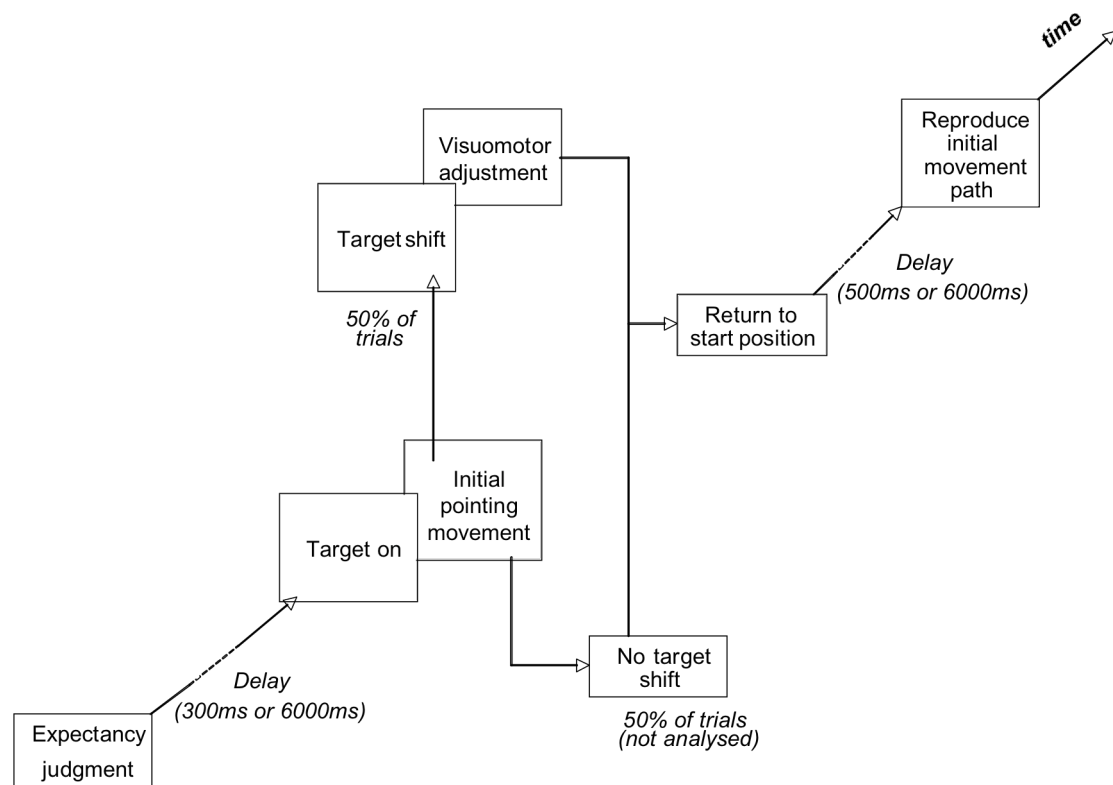 time
Reproduce
initial
movement
path
Visuomotor
adjustment
Target shift
Delay
(500ms or 6000ms)
50% of
trials
Return to
start position
Initial
pointing
movement
Target on
No target
shift
Delay
(300ms or 6000ms)
50% of trials
(not analysed)
Expectancy
judgment